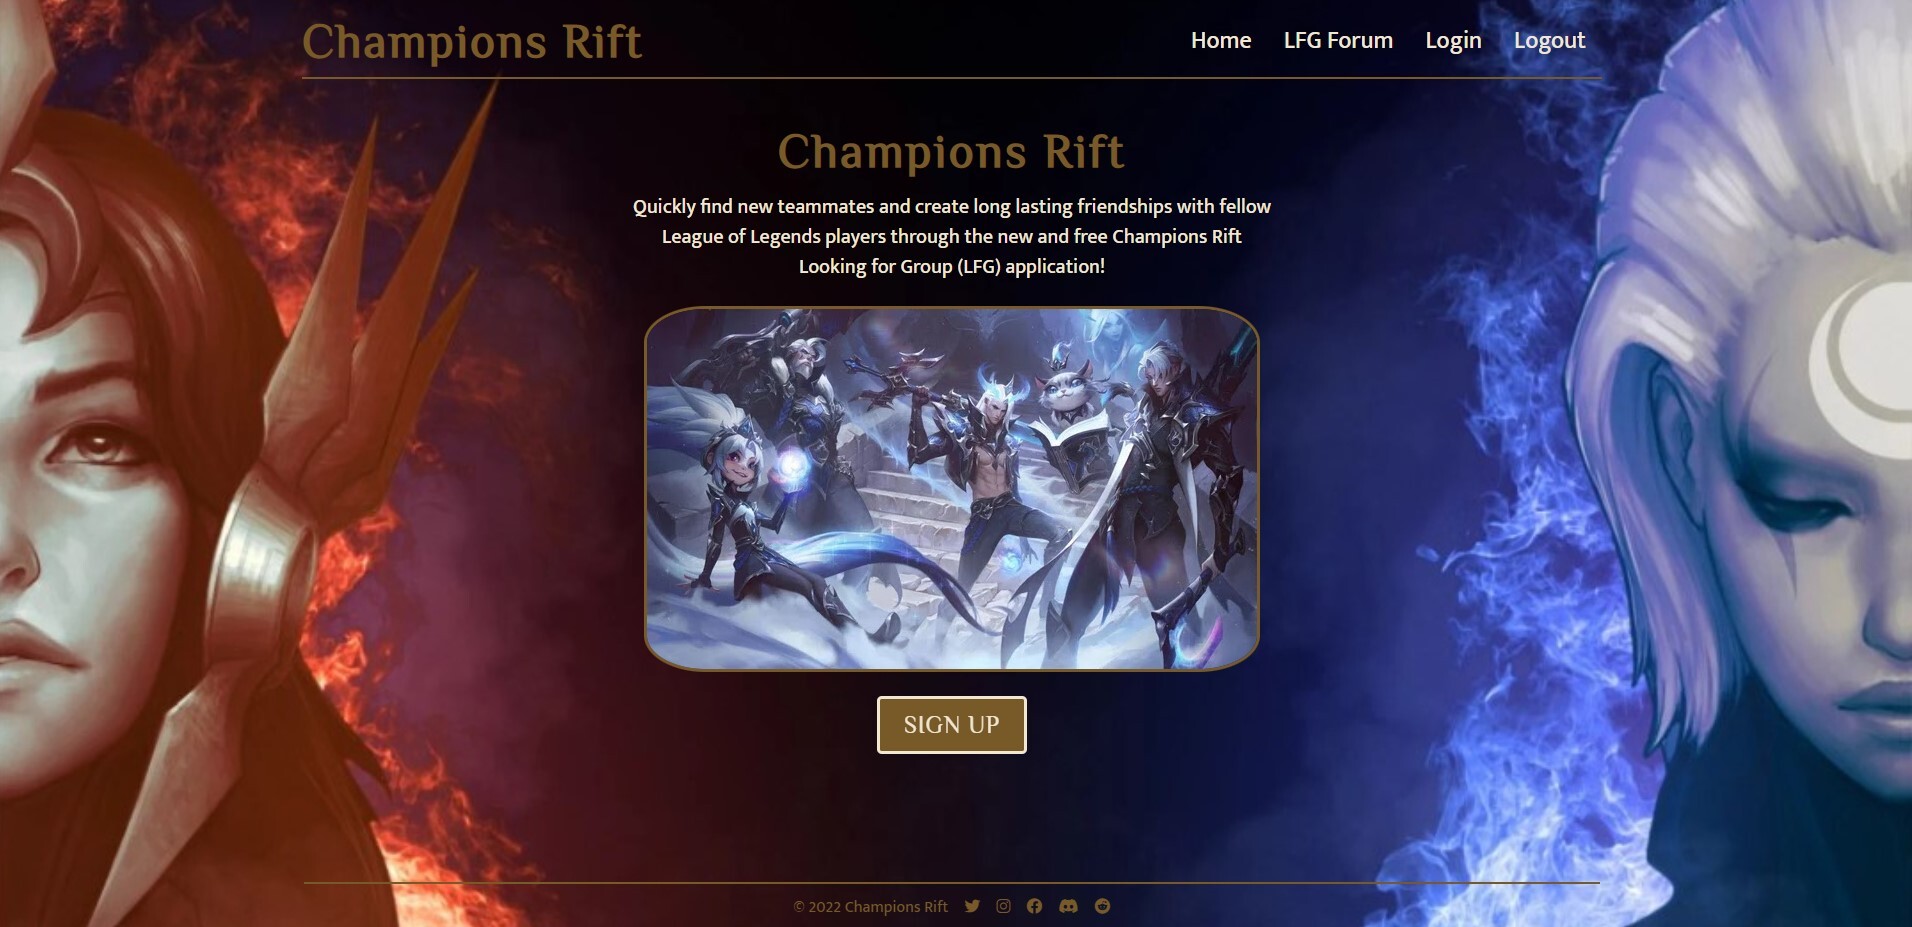 Champions Rift
Home LFG Forum Login Logout
Champions Rift
Quickly find new teammates and create long lasting friendships with fellow
League of Legends players through the new and free Champions Rift
Looking for Group (LFG) application!
SIGN UP
© 2022 Champions Rift